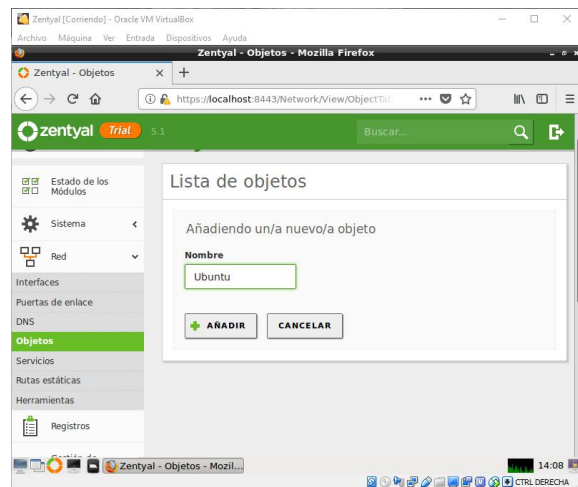 Zentyal [Corriendo] - Oracle VM VirtualBox
Archivo Máquina Ver Entrada Dispositivos Ayuda
Zentyal - Objetos - Mozilla Firefox
Zentyal - Objetos
https://localhost:8443/Network/View/ObjectTa
zentyal Trial 5.1 Buscar...
Estado de los
Módulos
Lista de objetos
Sistema
Añadiendo un/a nuevo/a objeto
Red
Nombre
Ubuntu
Interfaces
Puertas de enlace
DNS
AÑADIR CANCELAR
Objetos
Servicios
Rutas estáticas
Herramientas
Registros
Zentyal - Objetos - Mozil... 14:08
CTRL DERECHA